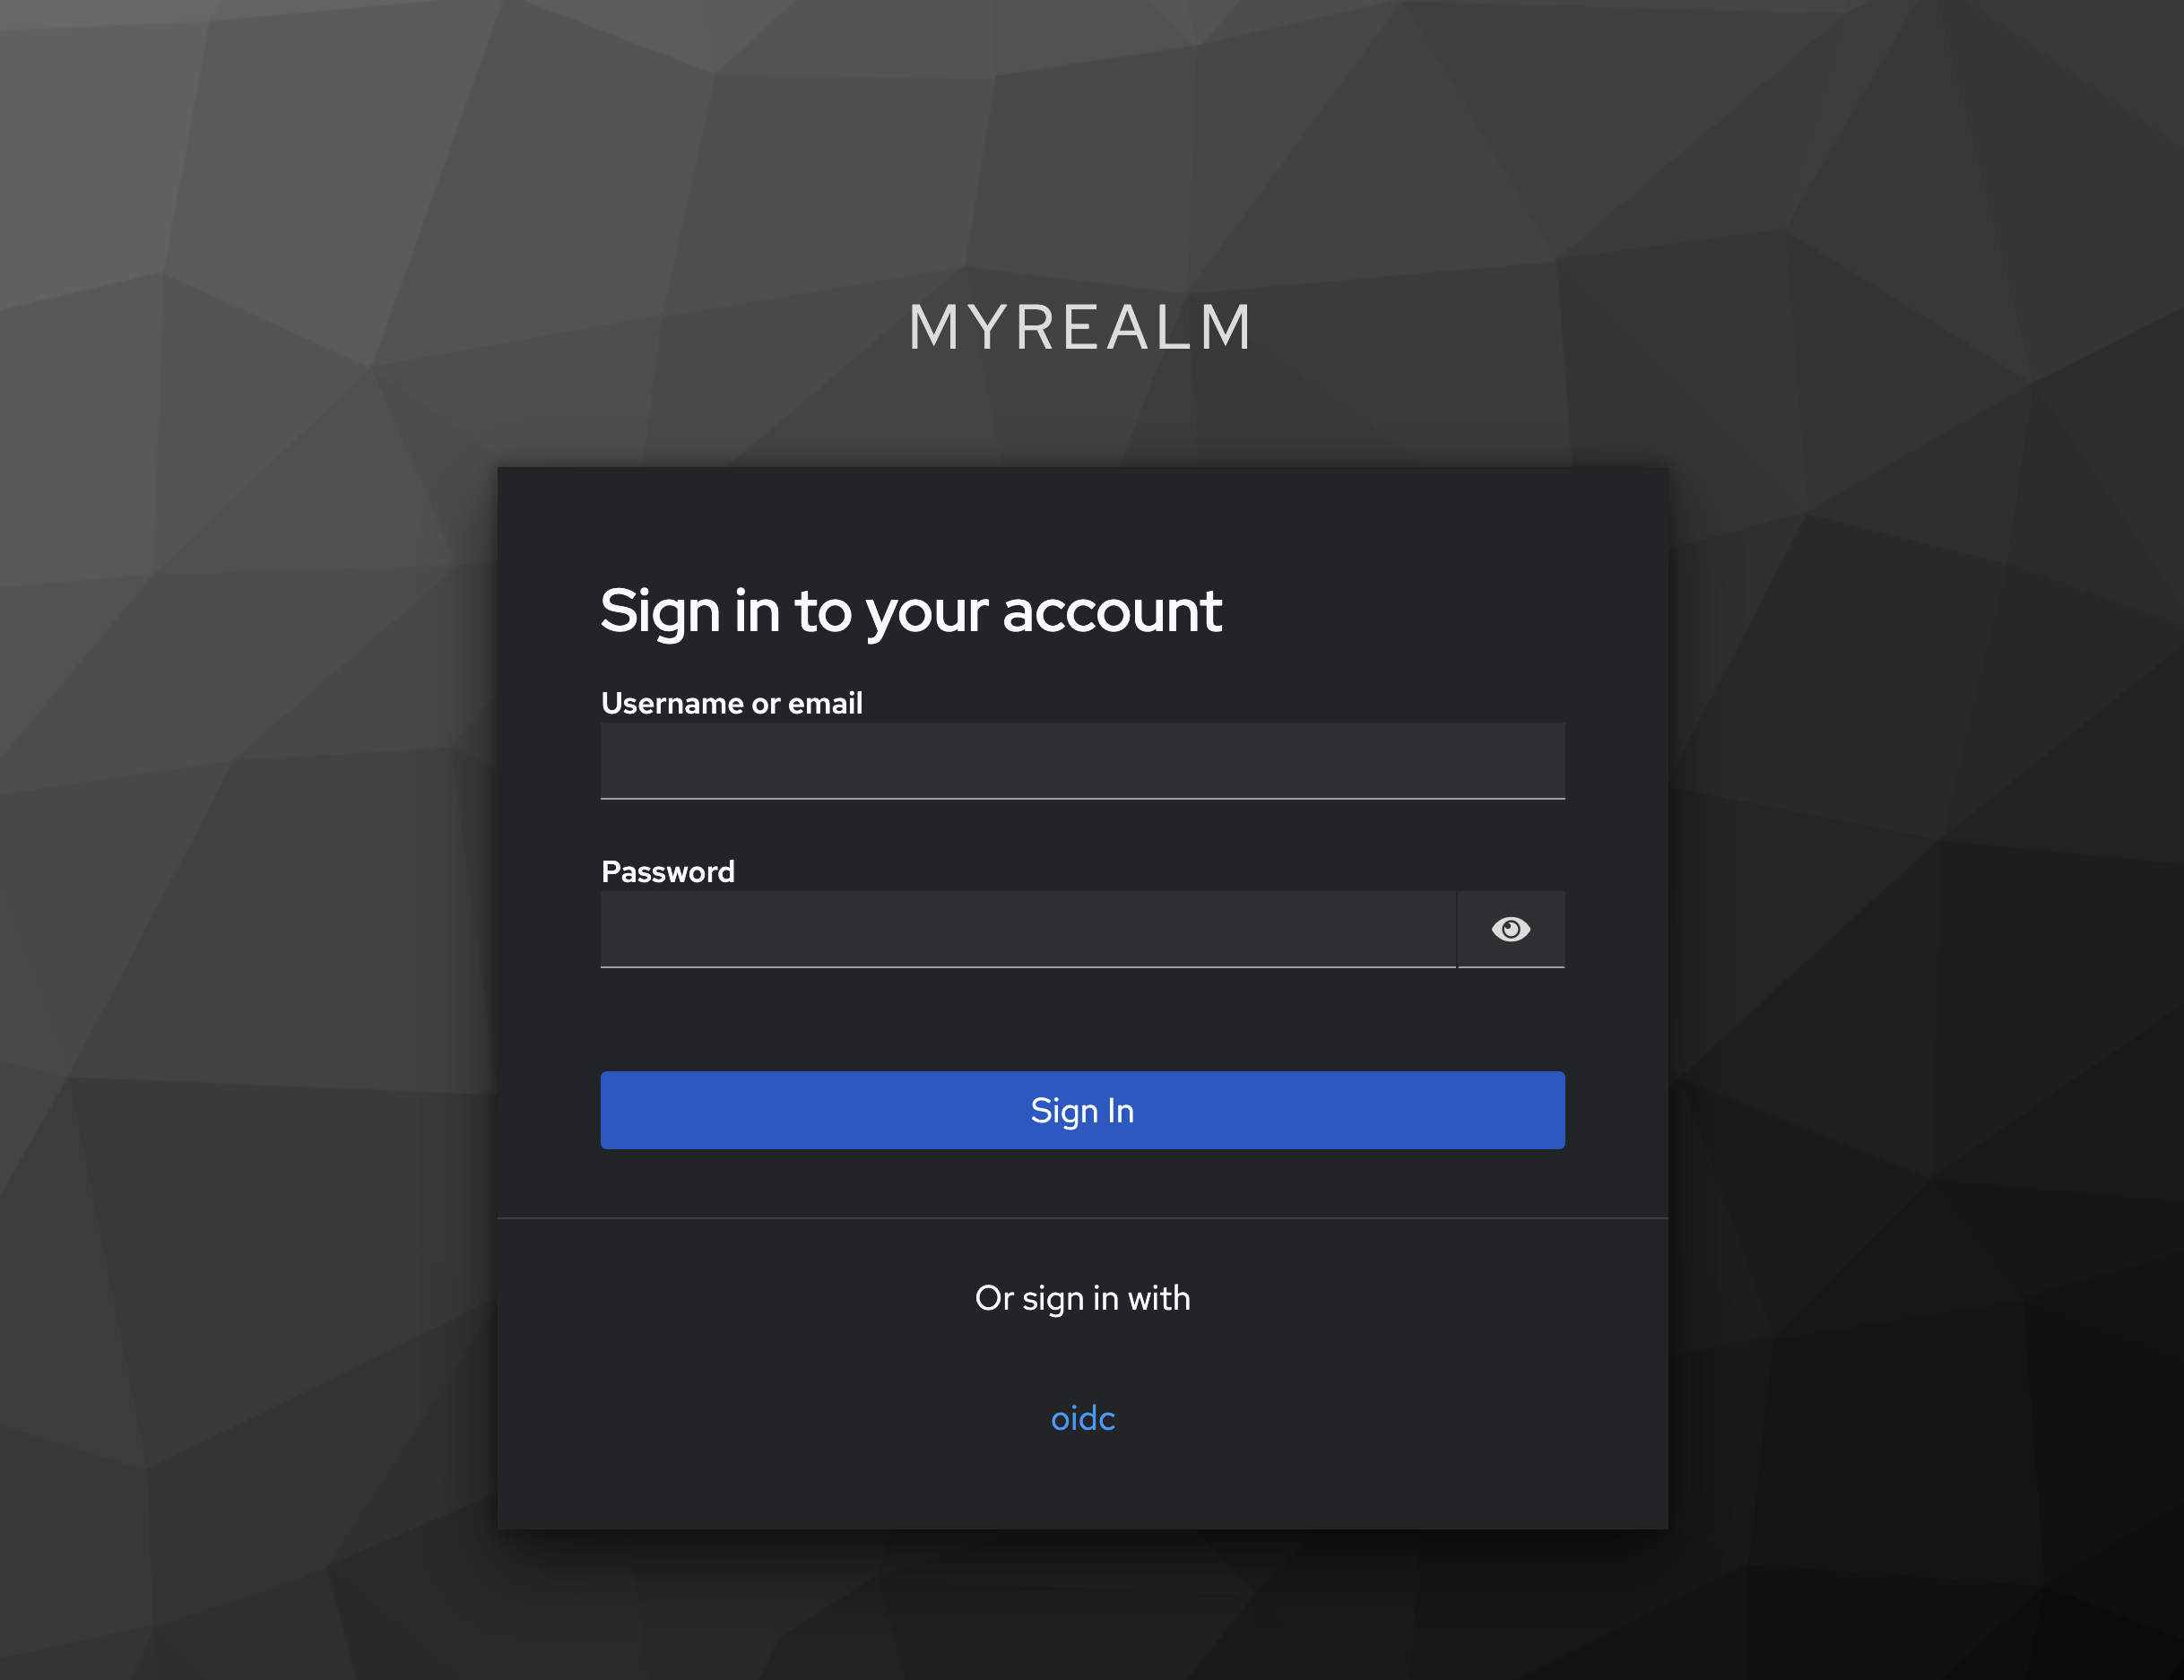 MYREALM
Sign in to your account
Username or email
Password
Sign In
Or sign in with
oidc